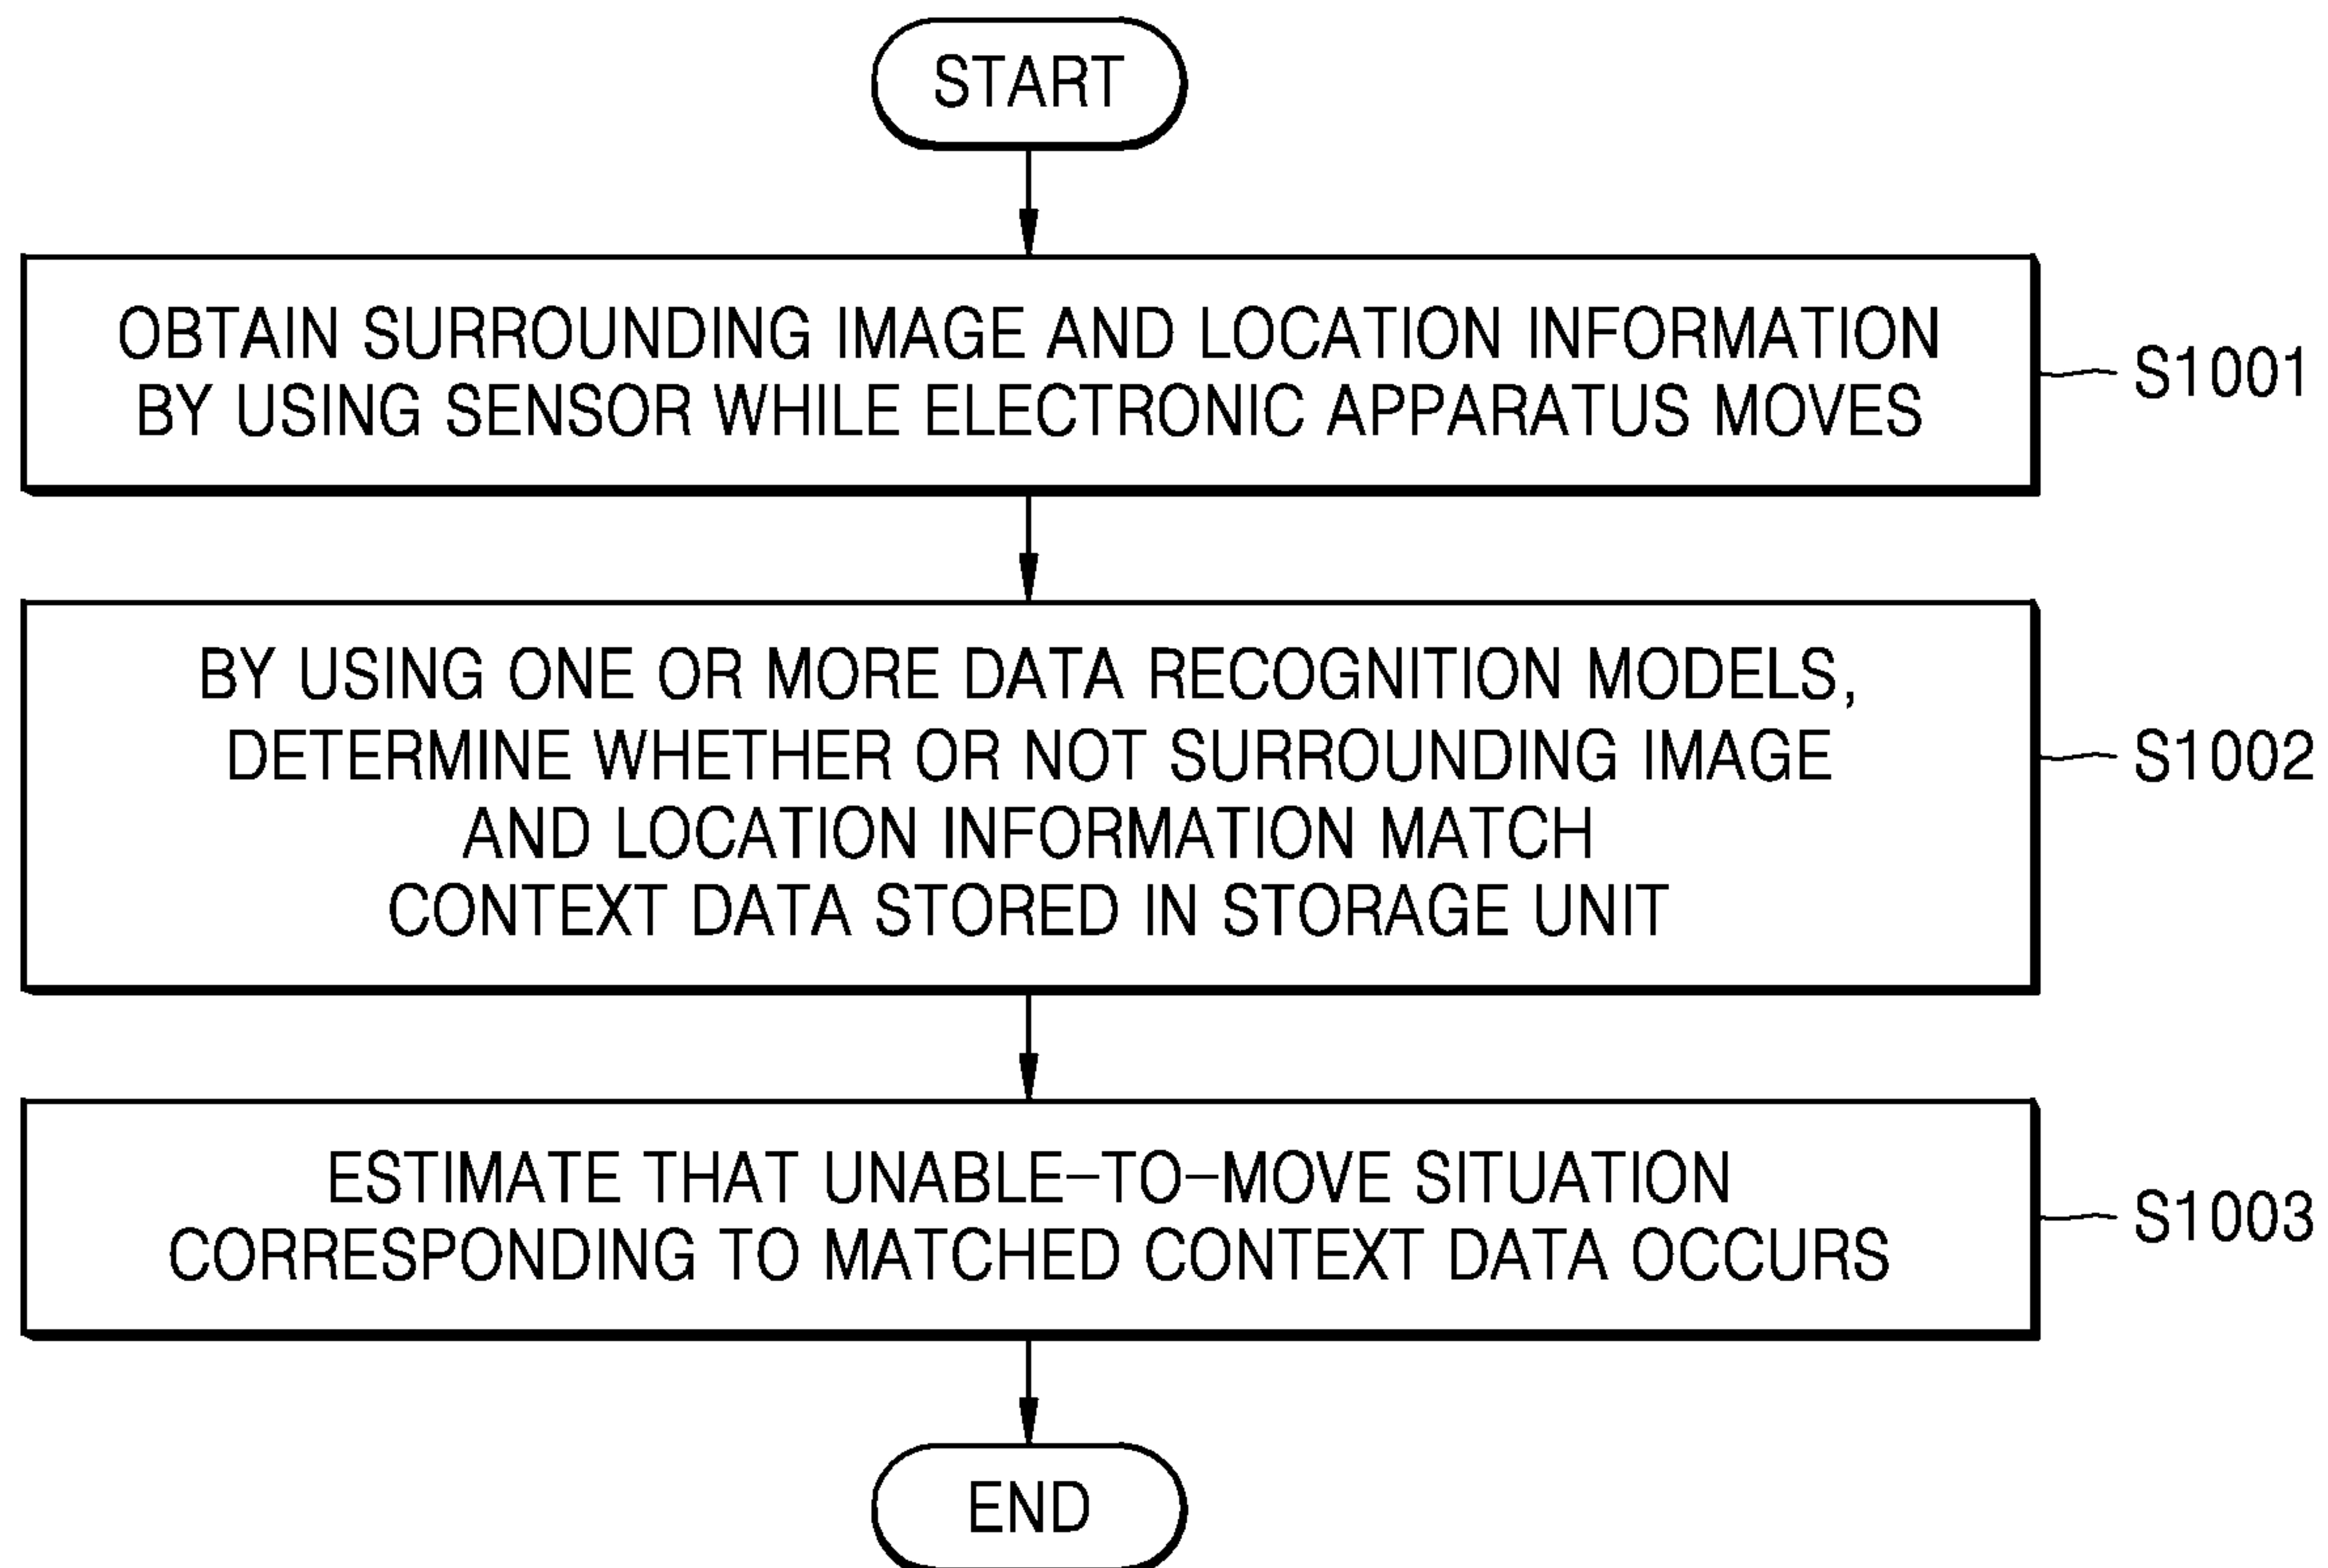 START
OBTAIN SURROUNDING IMAGE AND LOCATION INFORMATION
BY USING SENSOR WHILE ELECTRONIC APPARATUS MOVES
S1001
BY USING ONE OR MORE DATA RECOGNITION MODELS,
DETERMINE WHETHER OR NOT SURROUNDING IMAGE
AND LOCATION INFORMATION MATCH
CONTEXT DATA STORED IN STORAGE UNIT
S1002
ESTIMATE THAT UNABLE-TO-MOVE SITUATION
CORRESPONDING TO MATCHED CONTEXT DATA OCCURS
S1003
END